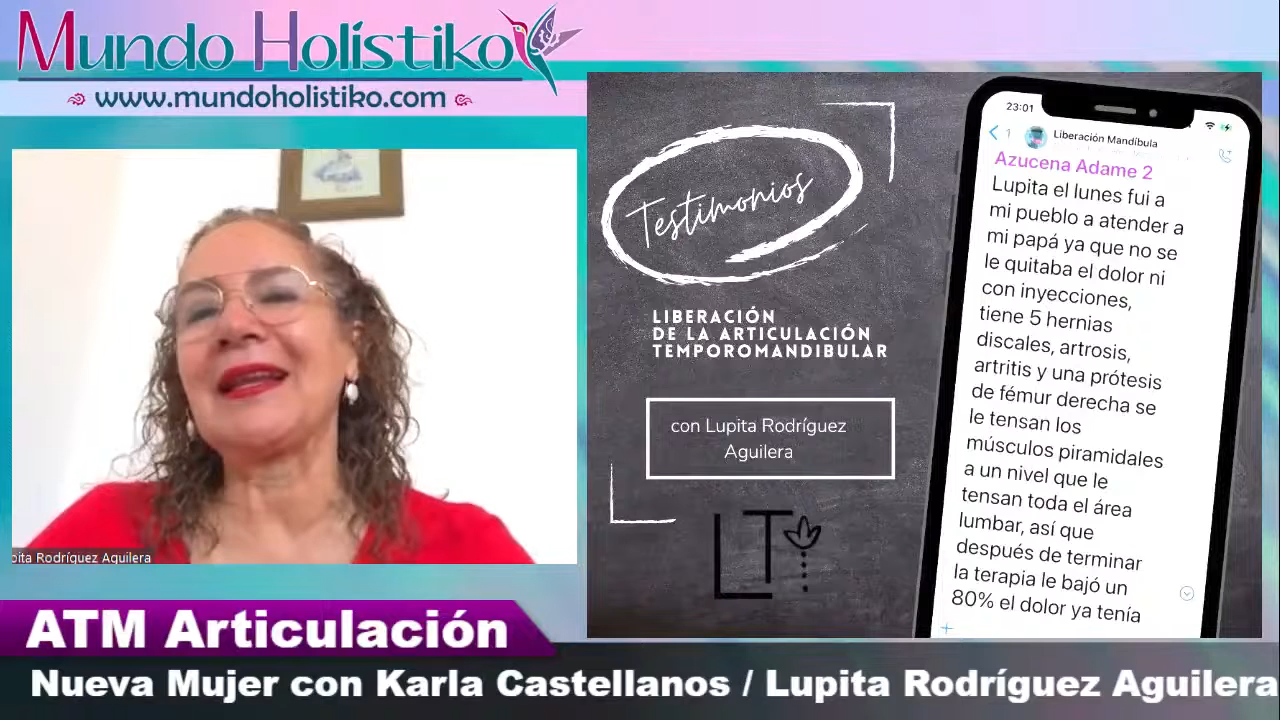 Mundo Holístiko
www.mundoholistiko.com
pita Rodríguez Aguilera
Testimonios
LIBERACIÓN
DE LA ARTICULACIÓN
TEMPOROMANDIBULAR
con Lupita Rodríguez
Aguilera
LT
23:01
1 Liberación Mandíbula
Azucena Adame 2
Lupita el lunes fui a
mi pueblo a atender a
mi papá ya que no se
le quitaba el dolor ni
con inyecciones,
tiene 5 hernias
discales, artrosis,
artritis y una prótesis
de fémur derecha se
le tensan los
músculos piramidales
a un nivel que le
tensan toda el área
lumbar, así que
después de terminar
la terapia le bajó un
80% el dolor ya tenía
ATM Articulación
Nueva Mujer con Karla Castellanos / Lupita Rodríguez Aguilera